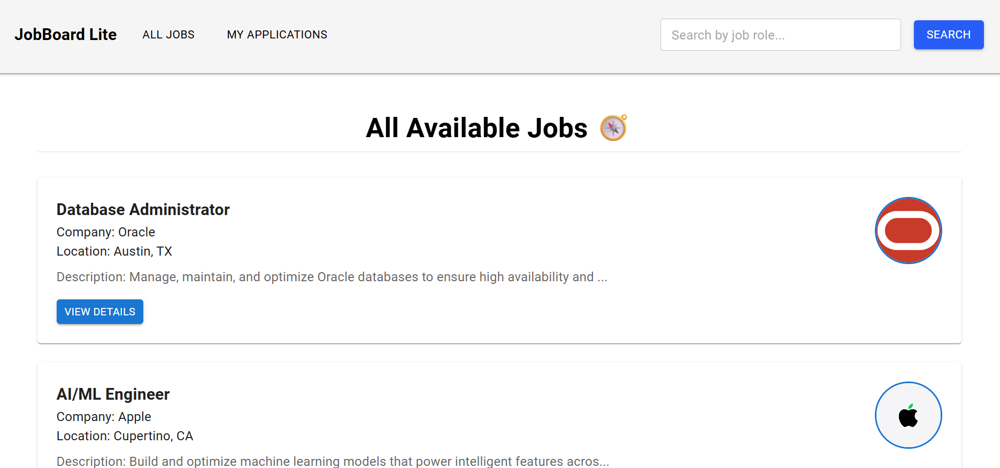 JobBoard Lite
ALL JOBS
MY APPLICATIONS
Search by job role...
SEARCH
All Available Jobs
Database Administrator
Company: Oracle
Location: Austin, TX
Description: Manage, maintain, and optimize Oracle databases to ensure high availability and ...
VIEW DETAILS
AI/ML Engineer
Company: Apple
Location: Cupertino, CA
Description: Build and optimize machine learning models that power intelligent features acros...